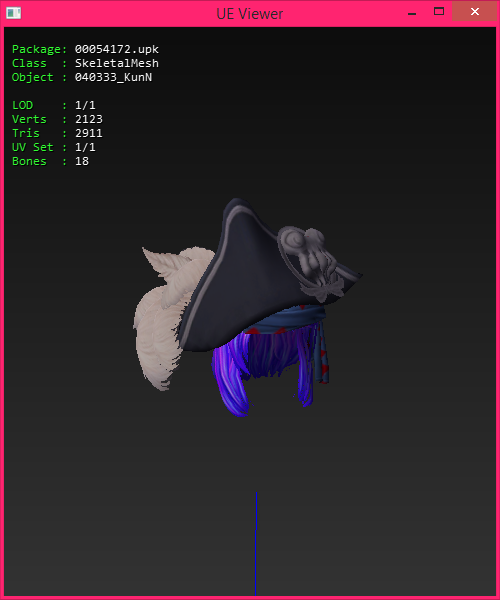 UE Viewer
Package: 00054172.upk
Class  : SkeletalMesh
Object : 040333_KunN
LOD    : 1/1
Verts  : 2123
Tris   : 2911
UV Set : 1/1
Bones  : 18